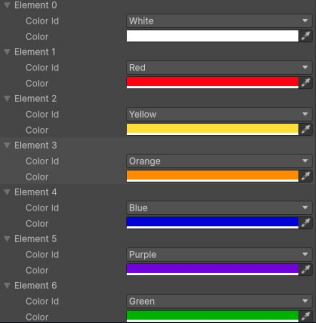 Element 0
Color Id White
Color
Element 1
Color Id Red
Color
Element 2
Color Id Yellow
Color
Element 3
Color Id Orange
Color
Element 4
Color Id Blue
Color
Element 5
Color Id Purple
Color
Element 6
Color Id Green
Color